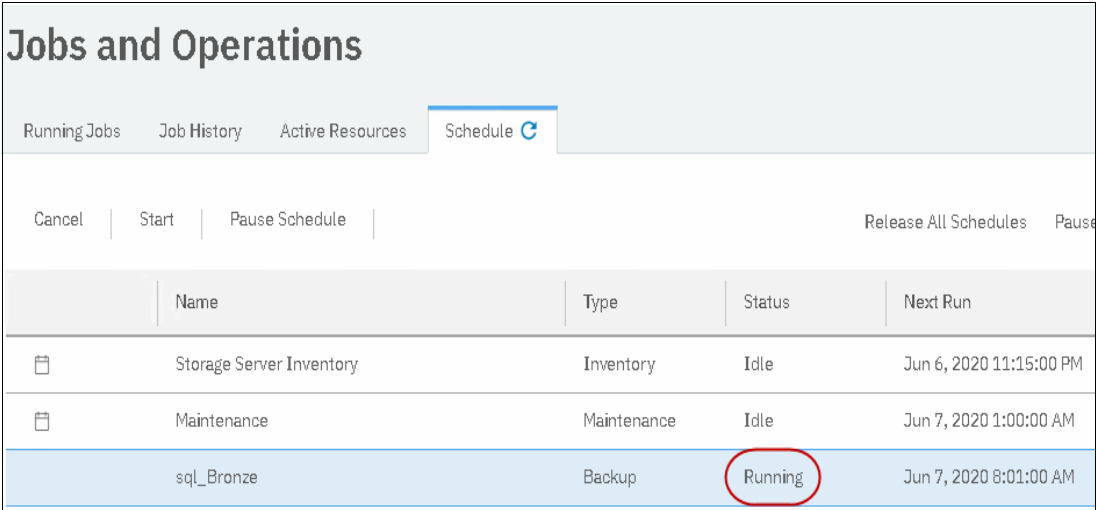 Jobs and Operations
Running Jobs Job History Active Resources Schedule
Cancel Start Pause Schedule Release All Schedules Pause
Name Type Status Next Run
Storage Server Inventory Inventory Idle Jun 6, 2020 11:15:00 PM
Maintenance Maintenance Idle Jun 7, 2020 1:00:00 AM
sql_Bronze Backup Running Jun 7, 2020 8:01:00 AM